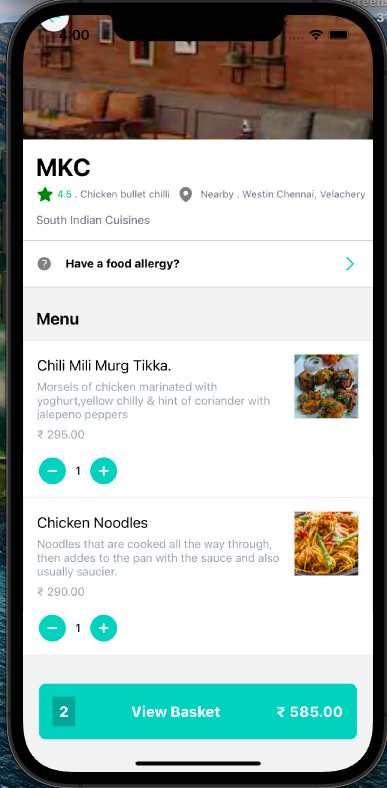 4:00
MKC
4.5 . Chicken bullet chilli Nearby . Westin Chennai, Velachery
South Indian Cuisines
? Have a food allergy?
Menu
Chili Mili Murg Tikka.
Morsels of chicken marinated with
yoghurt,yellow chilly & hint of coriander with
jalepeno peppers
₹ 295.00
− 1 +
Chicken Noodles
Noodles that are cooked all the way through,
then addes to the pan with the sauce and also
usually saucier.
₹ 290.00
− 1 +
2 View Basket ₹ 585.00